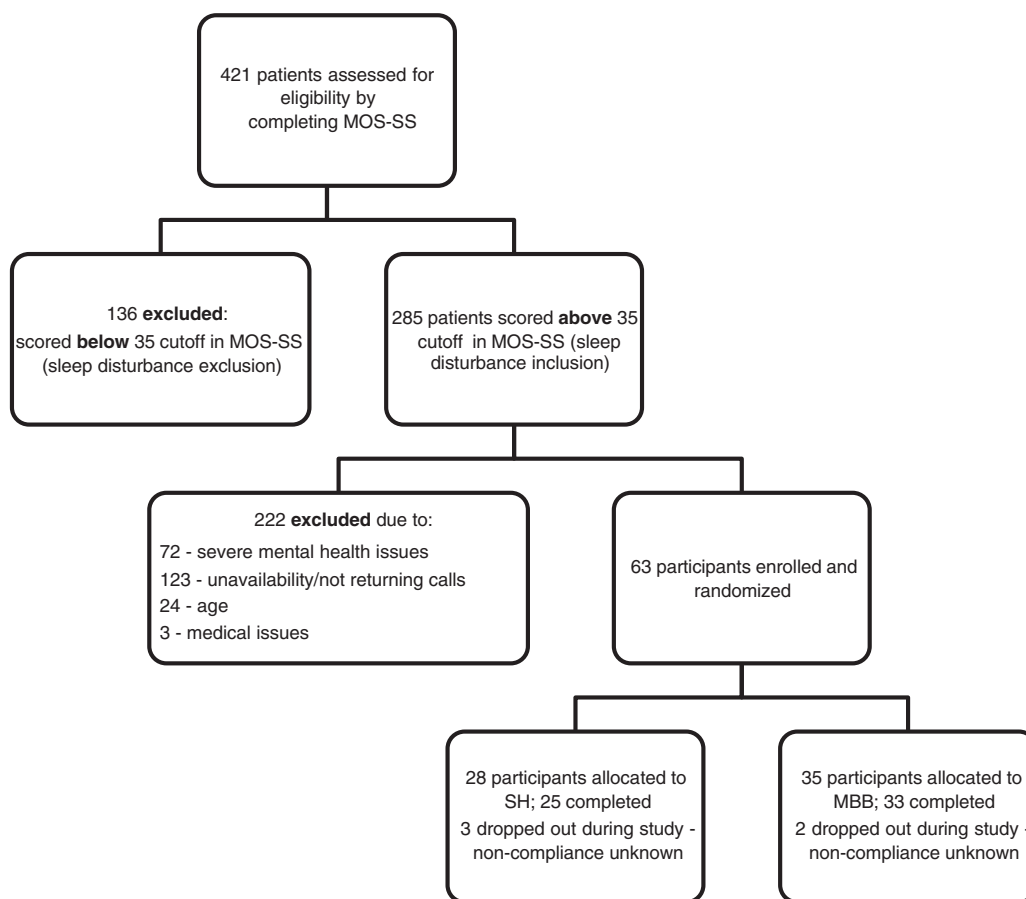 421 patients assessed for
eligibility by
completing MOS-SS
136 excluded:
scored below 35 cutoff in MOS-SS
(sleep disturbance exclusion)
285 patients scored above 35
cutoff in MOS-SS (sleep
disturbance inclusion)
222 excluded due to:
72 - severe mental health issues
123 - unavailability/not returning calls
24 - age
3 - medical issues
63 participants enrolled and
randomized
28 participants allocated to
SH; 25 completed
3 dropped out during study -
non-compliance unknown
35 participants allocated to
MBB; 33 completed
2 dropped out during study -
non-compliance unknown